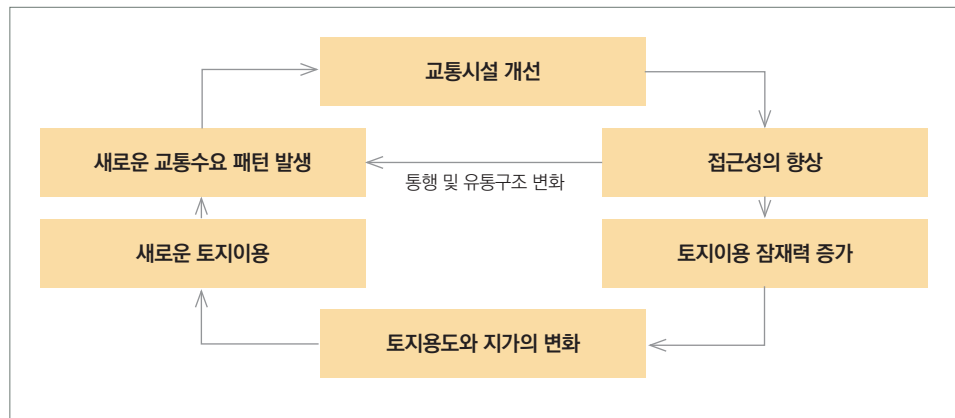 교통시설 개선
새로운 교통수요 패턴 발생
접근성의 향상
통행 및 유통구조 변화
새로운 토지이용
토지이용 잠재력 증가
토지용도와 지가의 변화